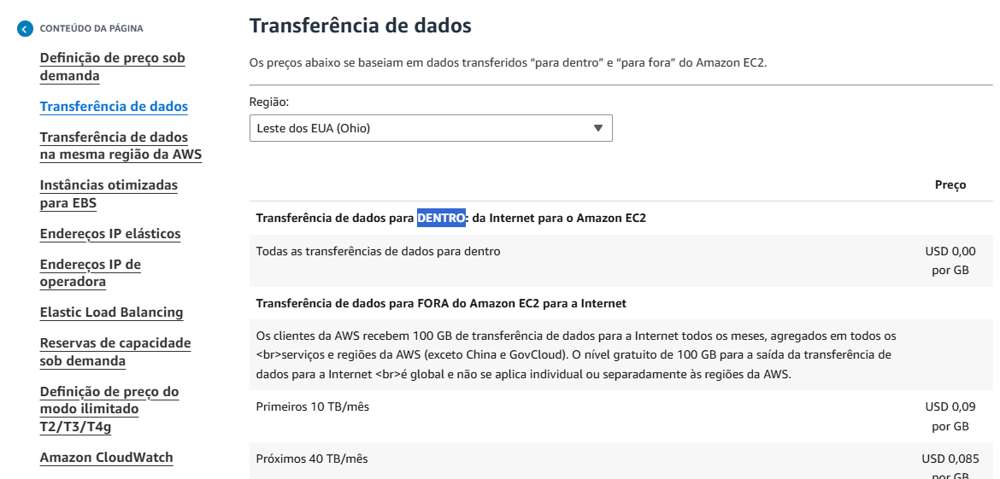 CONTEÚDO DA PÁGINA
Definição de preço sob
demanda
Transferência de dados
Transferência de dados
na mesma região da AWS
Instâncias otimizadas
para EBS
Endereços IP elásticos
Endereços IP de
operadora
Elastic Load Balancing
Reservas de capacidade
sob demanda
Definição de preço do
modo ilimitado
T2/T3/T4g
Amazon CloudWatch
Transferência de dados
Os preços abaixo se baseiam em dados transferidos “para dentro” e “para fora” do Amazon EC2.
Região:
Leste dos EUA (Ohio)
Preço
Transferência de dados para DENTRO: da Internet para o Amazon EC2
Todas as transferências de dados para dentro
USD 0,00
por GB
Transferência de dados para FORA do Amazon EC2 para a Internet
Os clientes da AWS recebem 100 GB de transferência de dados para a Internet todos os meses, agregados em todos os
<br>serviços e regiões da AWS (exceto China e GovCloud). O nível gratuito de 100 GB para a saída da transferência de
dados para a Internet <br>é global e não se aplica individual ou separadamente às regiões da AWS.
Primeiros 10 TB/mês
USD 0,09
por GB
Próximos 40 TB/mês
USD 0,085
por GB